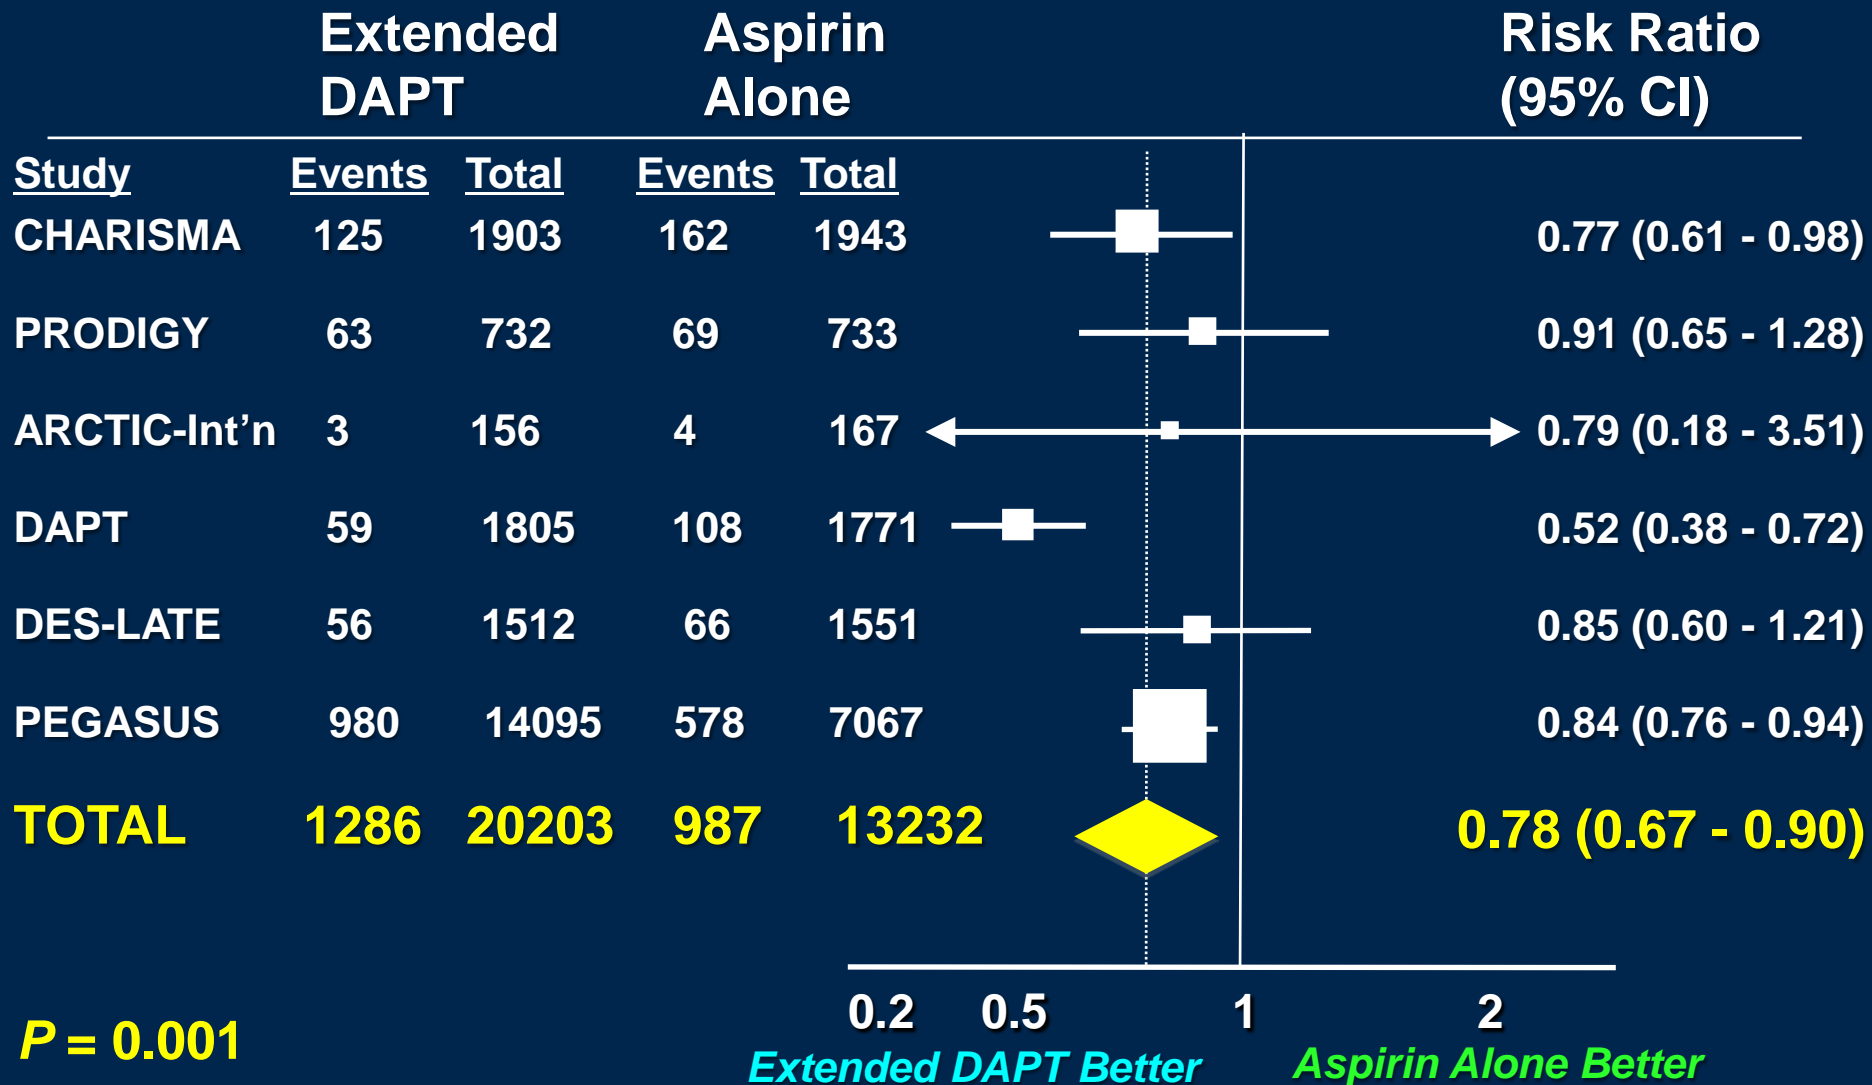 Extended DAPT Aspirin Alone Risk Ratio (95% CI)
Study Events Total Events Total
CHARISMA 125 1903 162 1943 0.77 (0.61 - 0.98)
PRODIGY 63 732 69 733 0.91 (0.65 - 1.28)
ARCTIC-Int’n 3 156 4 167 0.79 (0.18 - 3.51)
DAPT 59 1805 108 1771 0.52 (0.38 - 0.72)
DES-LATE 56 1512 66 1551 0.85 (0.60 - 1.21)
PEGASUS 980 14095 578 7067 0.84 (0.76 - 0.94)
TOTAL 1286 20203 987 13232 0.78 (0.67 - 0.90)
0.2 0.5 1 2
P = 0.001
Extended DAPT Better Aspirin Alone Better